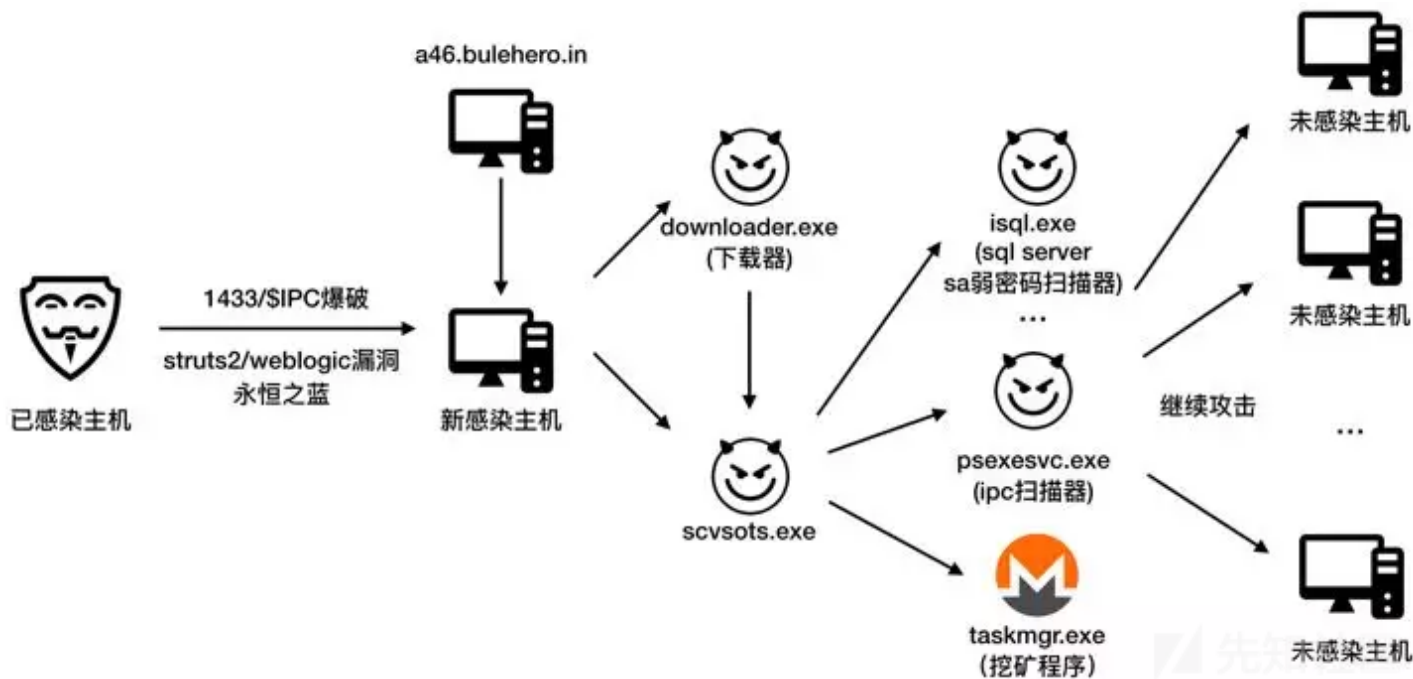 a46.bulehero.in
未感染主机
downloader.exe
(下载器)
isql.exe
(sql server
sa弱密码扫描器)
...
未感染主机
1433/$IPC爆破
struts2/weblogic漏洞
永恒之蓝
已感染主机
新感染主机
继续攻击
...
psexesvc.exe
(ipc扫描器)
scvsots.exe
taskmgr.exe
(挖矿程序)
未感染主机
先知